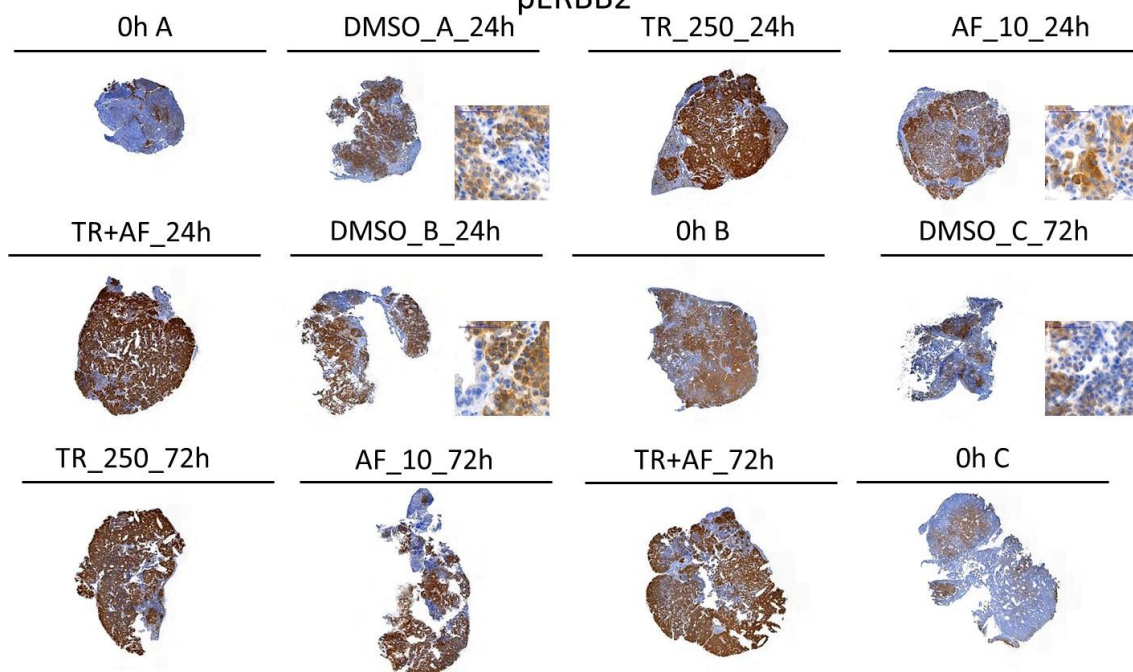 pERBB2
0h A
DMSO_A_24h
TR_250_24h
AF_10_24h
TR+AF_24h
DMSO_B_24h
0h B
DMSO_C_72h
TR_250_72h
AF_10_72h
TR+AF_72h
0h C